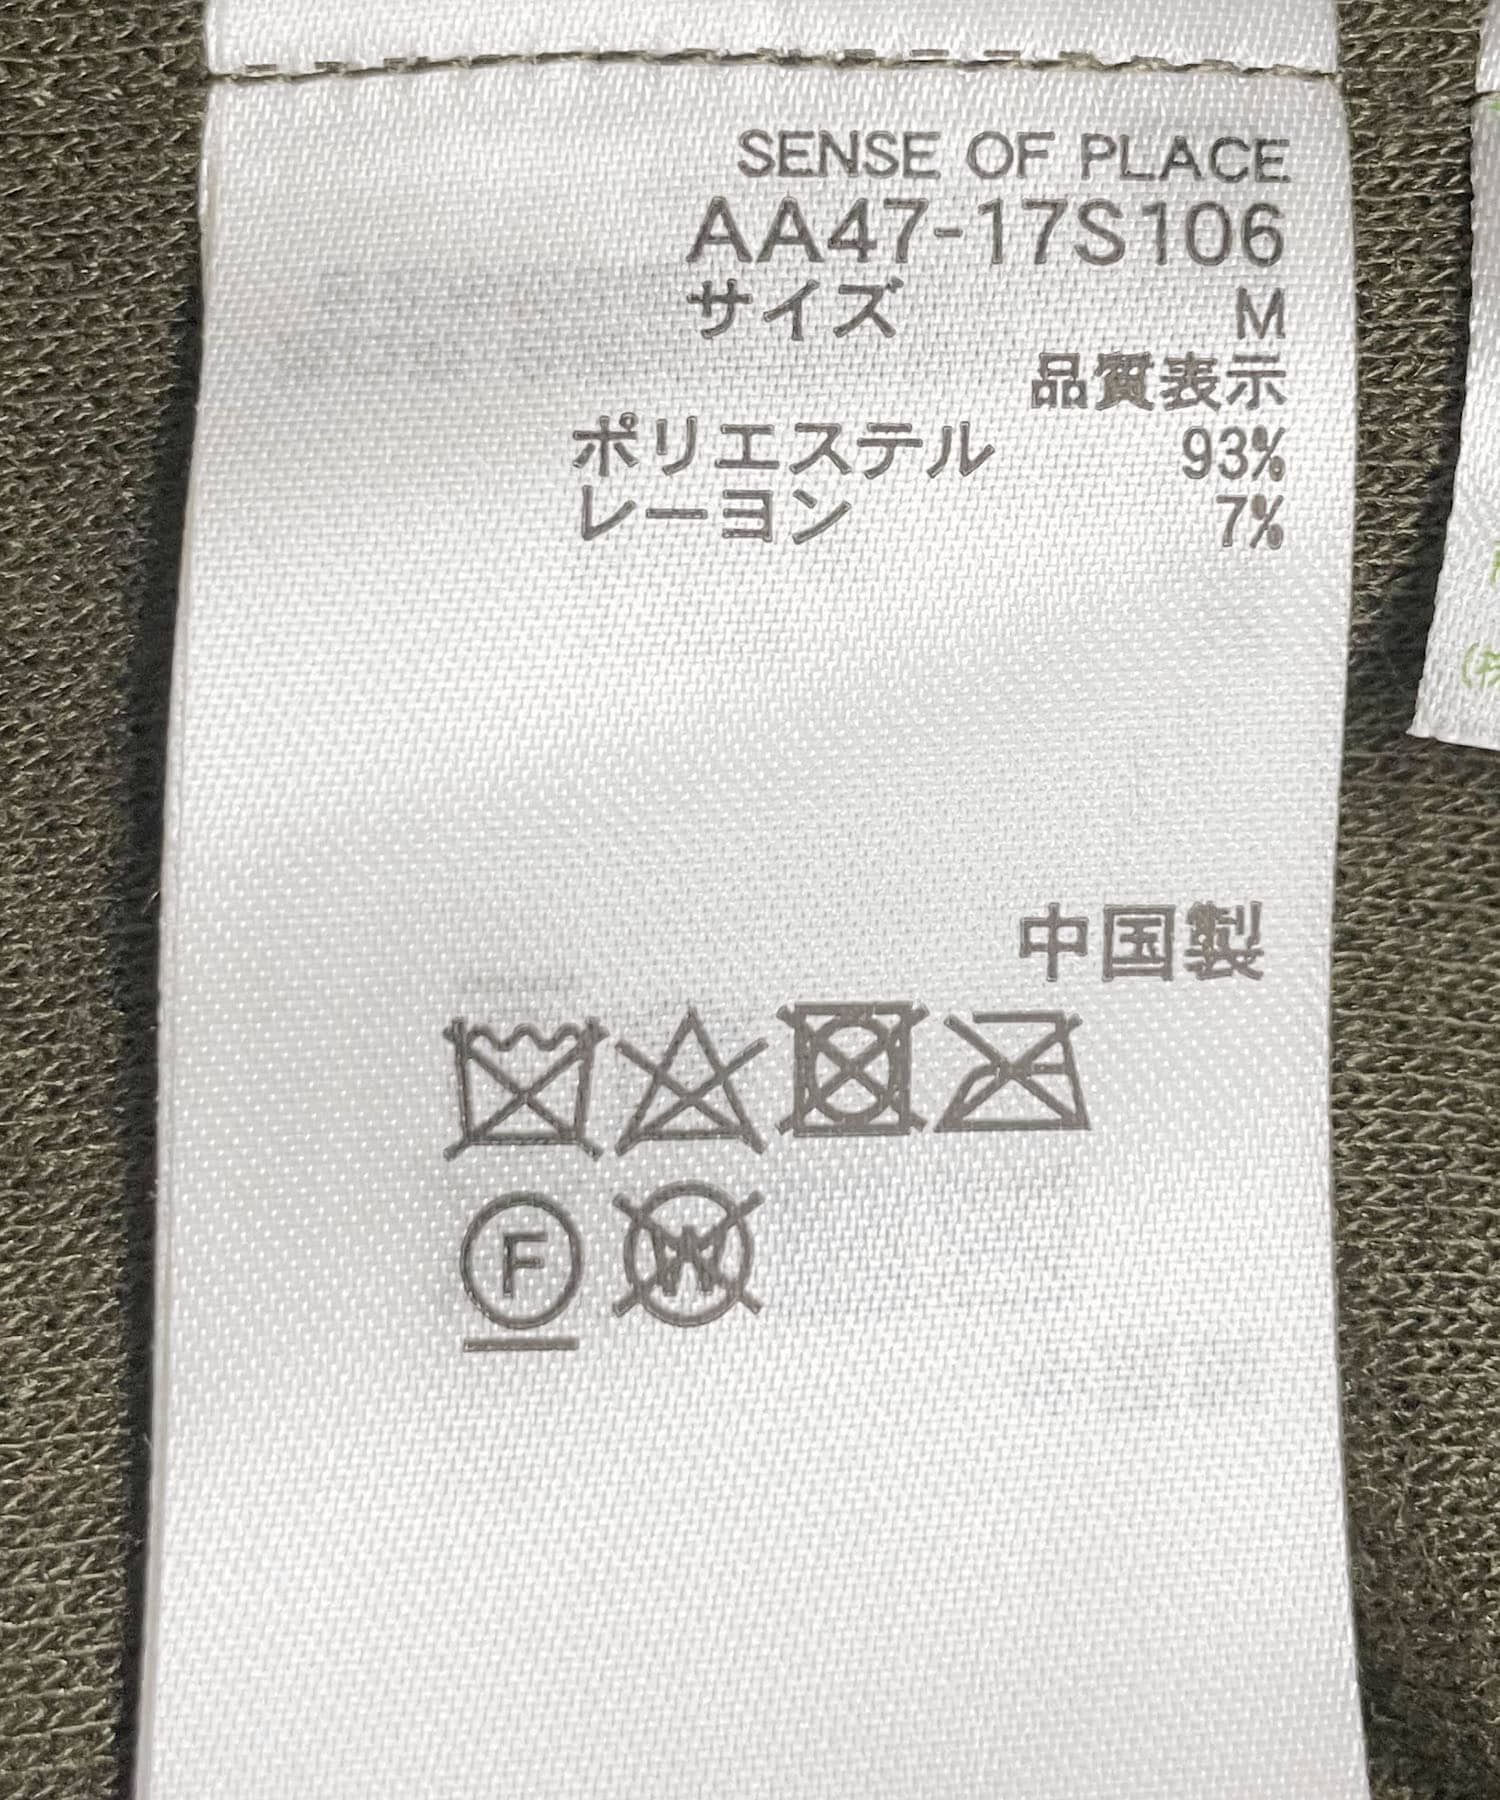 SENSE OF PLACE
AA47-17S106
サイズ M
品質表示
ポリエステル 93%
レーヨン 7%
中国製
F
W